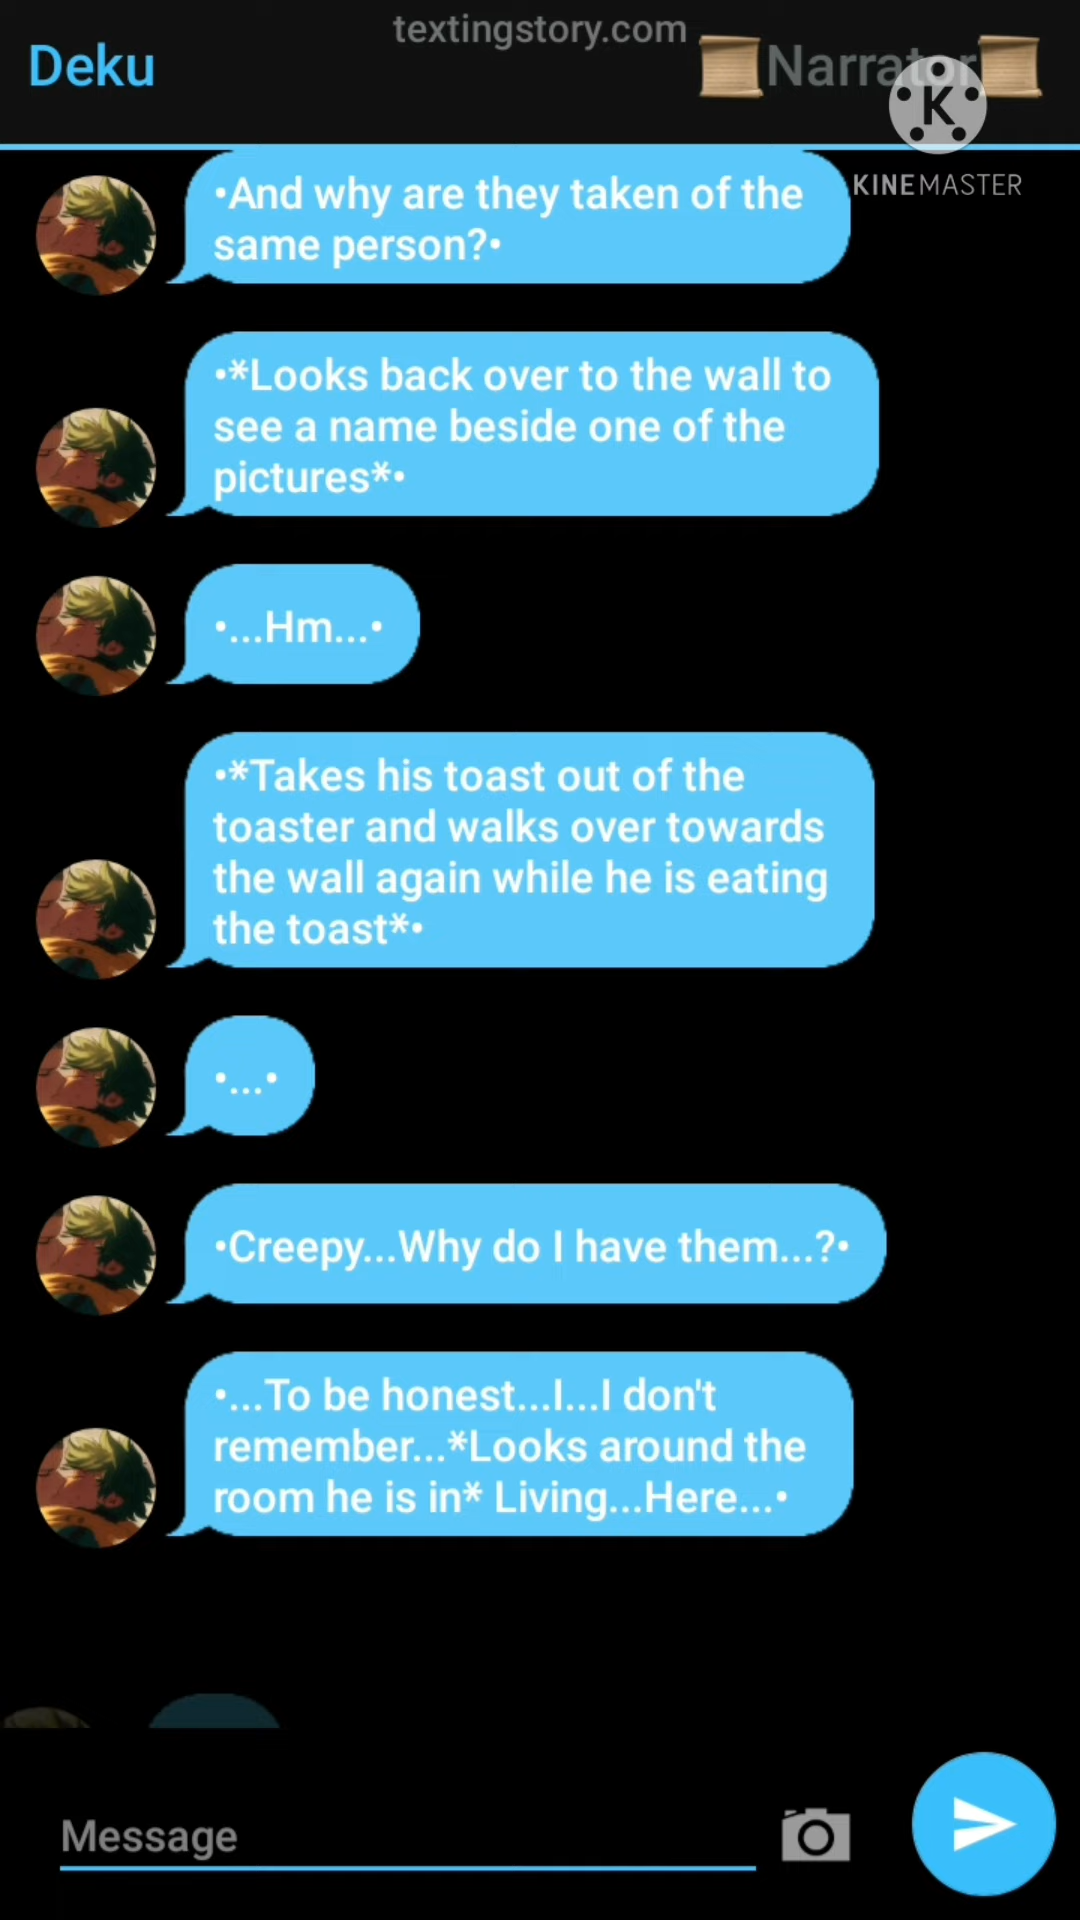 textingstory.com
Deku
Narrator
K
KINEMASTER
•And why are they taken of the
same person?•
•*Looks back over to the wall to
see a name beside one of the
pictures*•
•...Hm...•
•*Takes his toast out of the
toaster and walks over towards
the wall again while he is eating
the toast*•
•...•
•Creepy...Why do I have them...?•
•...To be honest...I...I don't
remember...*Looks around the
room he is in* Living...Here...•
Message